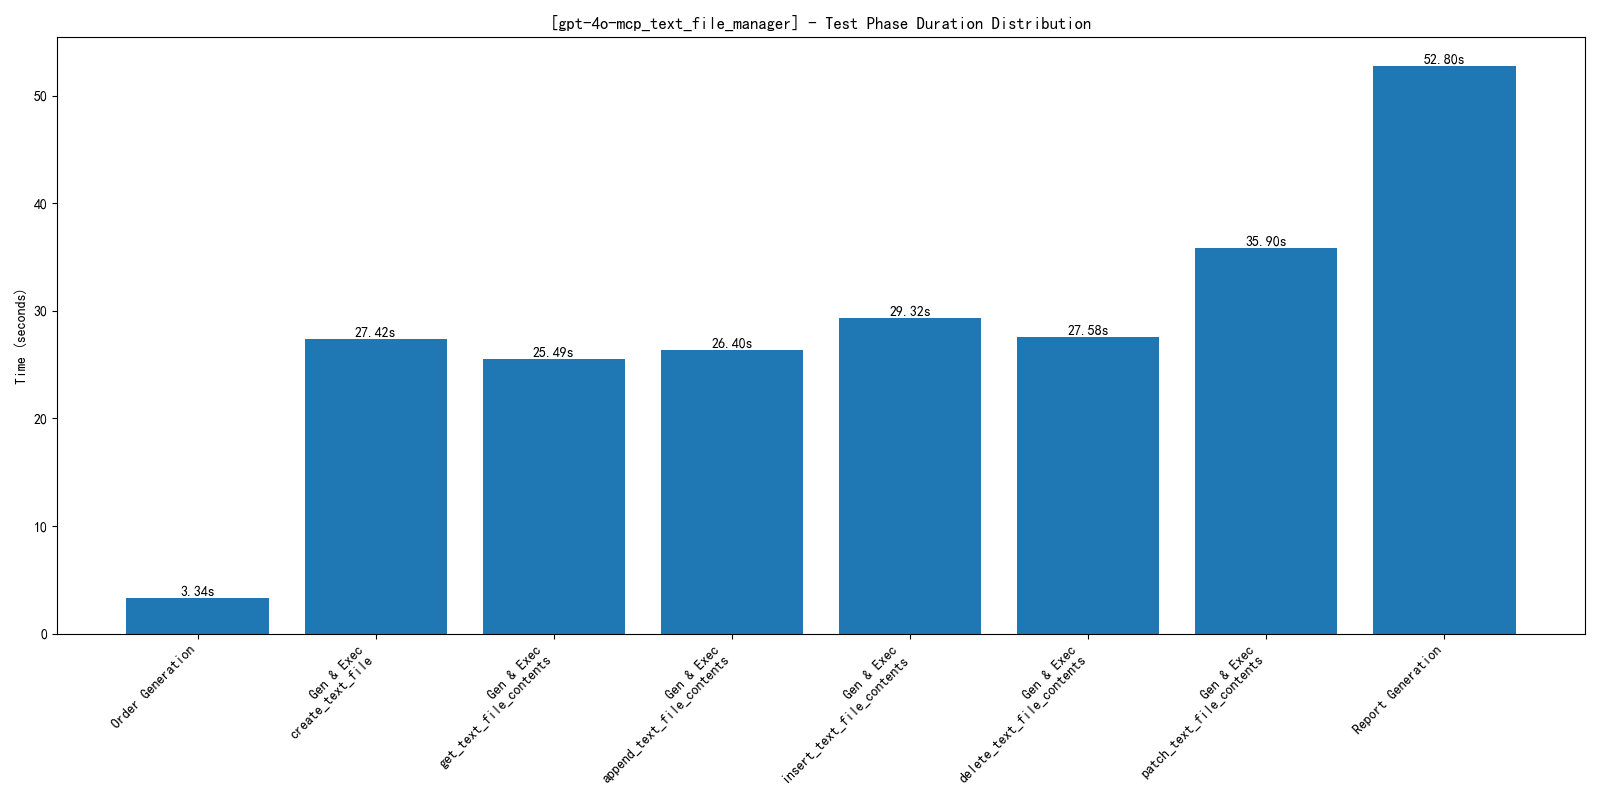 [gpt-4o-mcp_text_file_manager] - Test Phase Duration Distribution
Time (seconds)
50
40
30
20
10
0
3.34s
27.42s
25.49s
26.40s
29.32s
27.58s
35.90s
52.80s
Order Generation
Gen & Exec
create_text_file
Gen & Exec
get_text_file_contents
Gen & Exec
append_text_file_contents
Gen & Exec
insert_text_file_contents
Gen & Exec
delete_text_file_contents
Gen & Exec
patch_text_file_contents
Report Generation